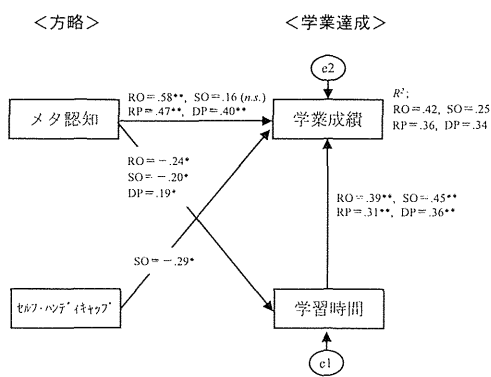 ＜方略＞
＜学業達成＞
e2
メタ認知
RO=.58**, SO=.16 (n.s.)
RP=.47**, DP=.40**
学業成績
R²;
RO=.42, SO=.25
RP=.36, DP=.34
RO=-.24*
SO=-.20*
DP=.19*
RO=.39**, SO=.45**
RP=.31**, DP=.36**
SO=-.29*
セルフ・ハンディキャップ
学習時間
e1